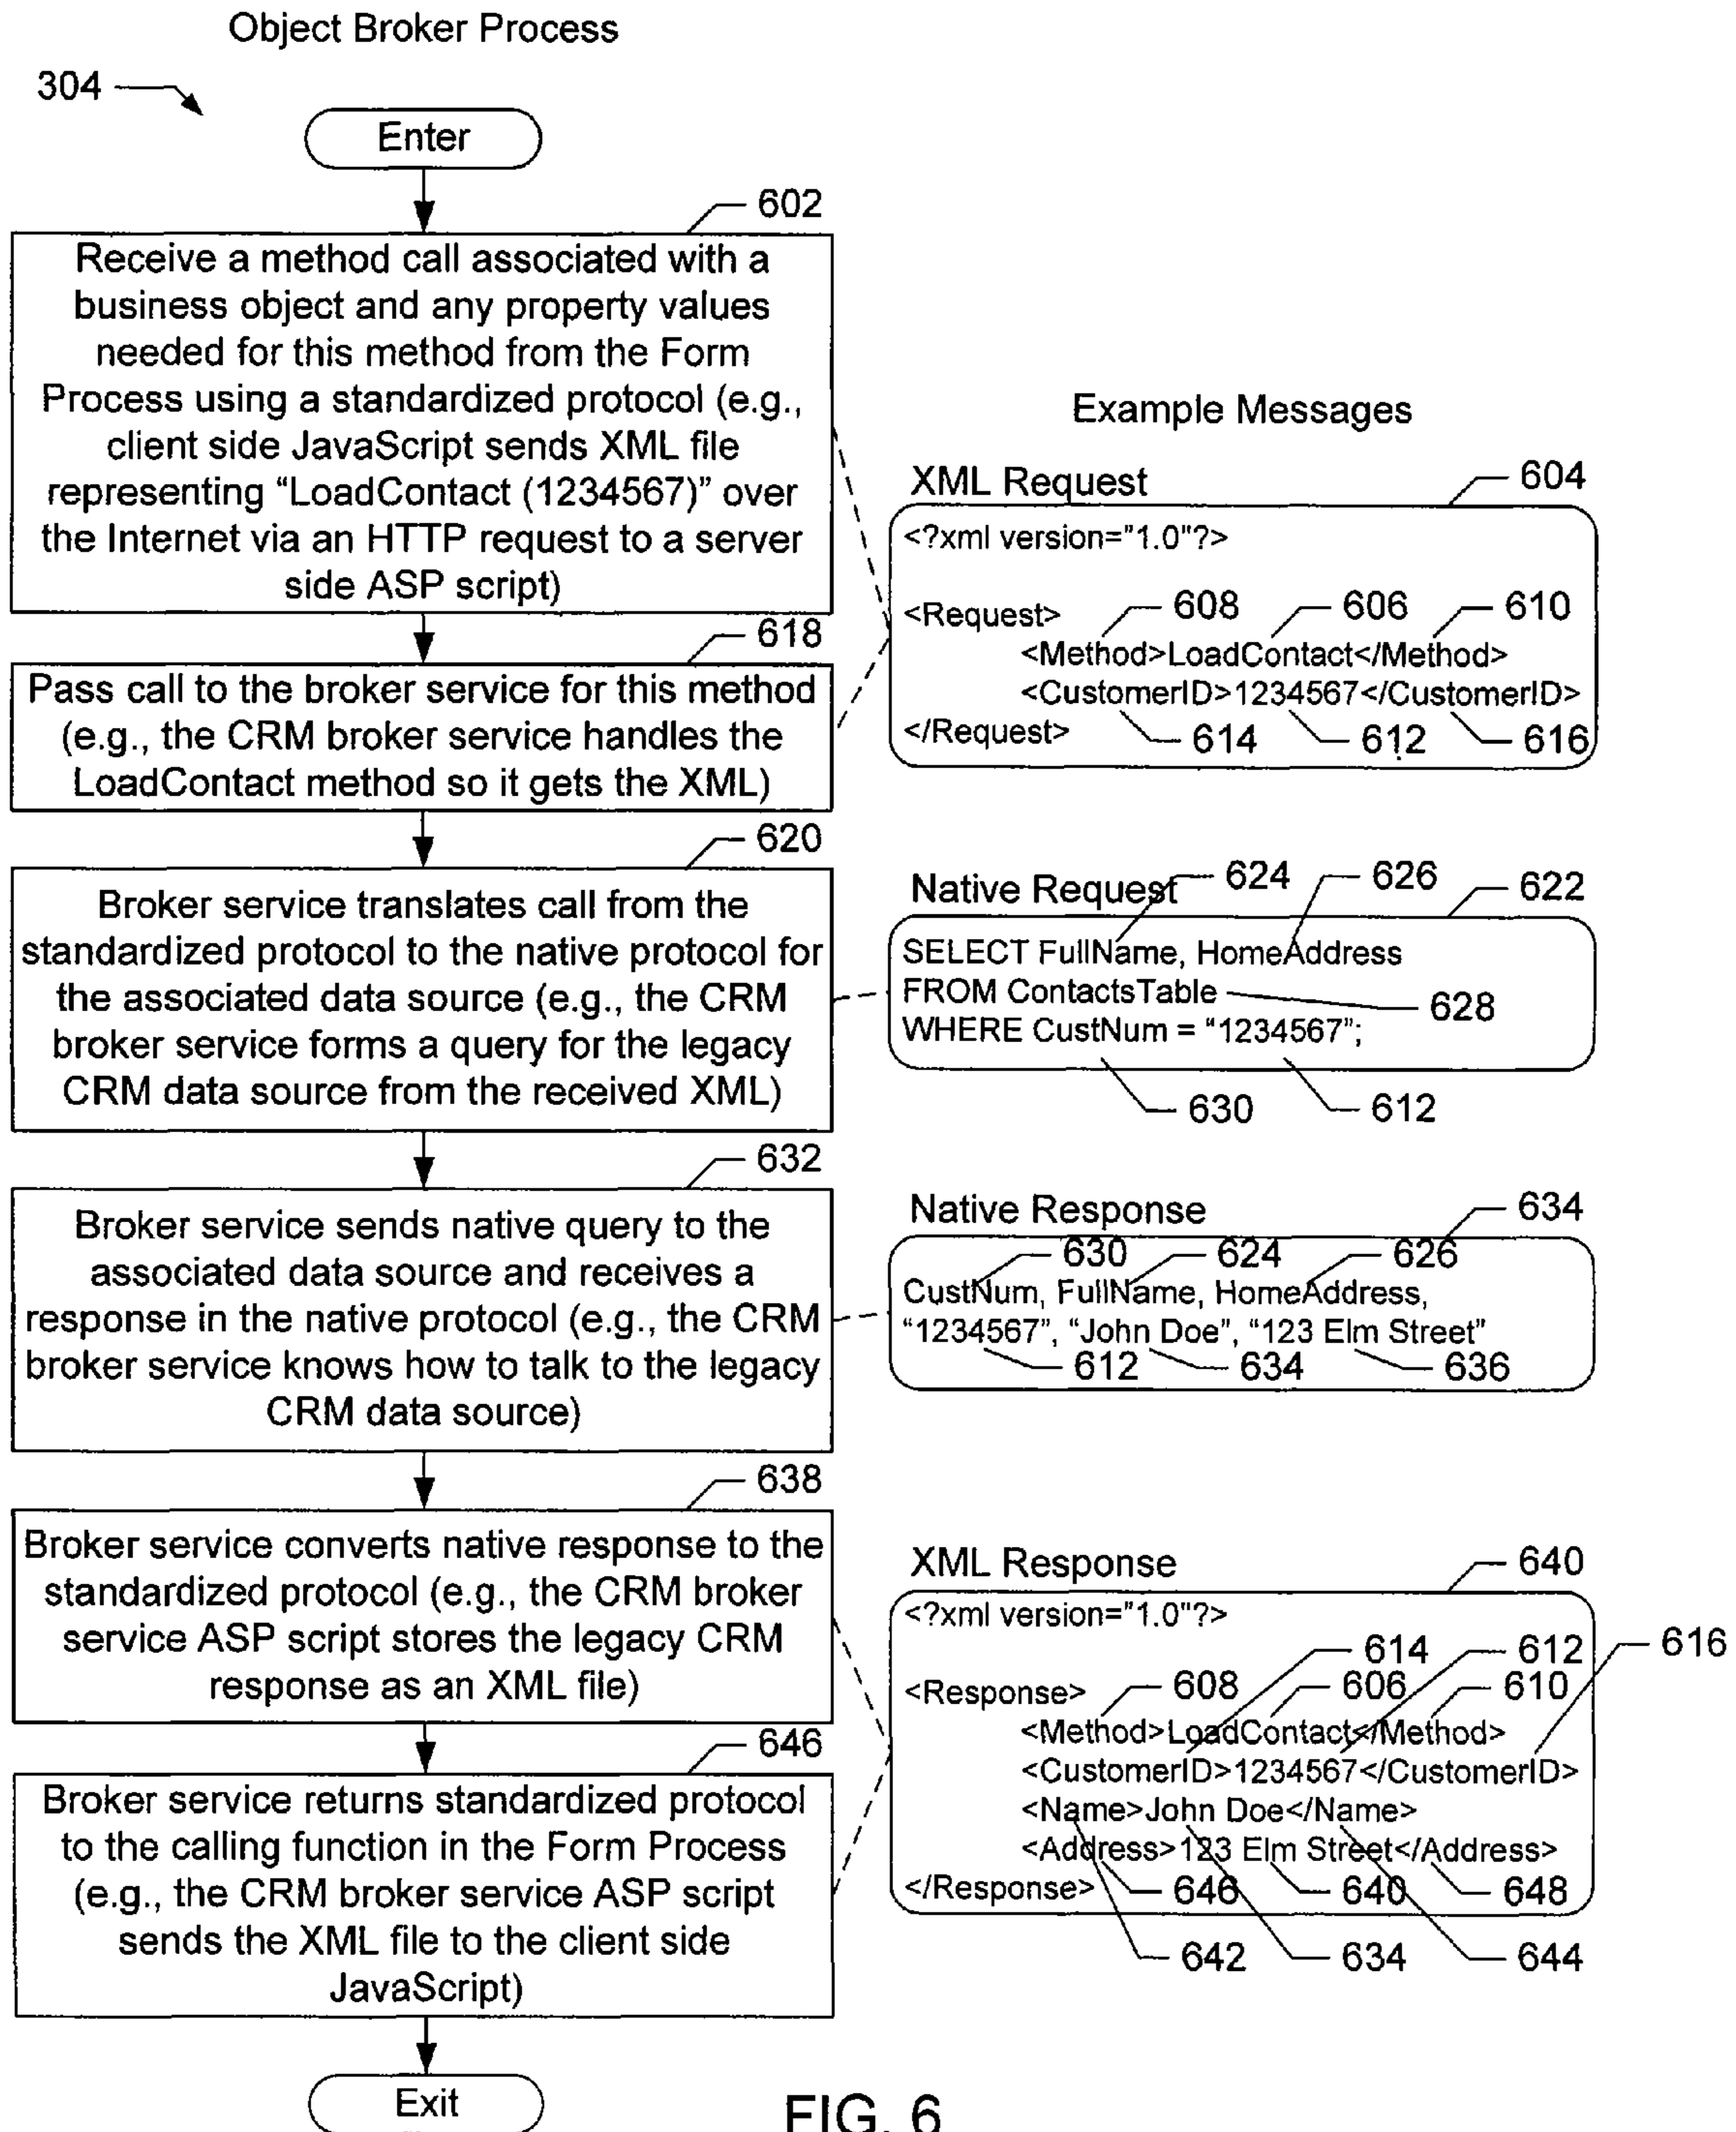 Object Broker Process
304
Enter
602
Receive a method call associated with a
business object and any property values
needed for this method from the Form
Process using a standardized protocol (e.g.,
client side JavaScript sends XML file
representing “LoadContact (1234567)” over
the Internet via an HTTP request to a server
side ASP script)
618
Pass call to the broker service for this method
(e.g., the CRM broker service handles the
LoadContact method so it gets the XML)
620
Broker service translates call from the
standardized protocol to the native protocol for
the associated data source (e.g., the CRM
broker service forms a query for the legacy
CRM data source from the received XML)
632
Broker service sends native query to the
associated data source and receives a
response in the native protocol (e.g., the CRM
broker service knows how to talk to the legacy
CRM data source)
638
Broker service converts native response to the
standardized protocol (e.g., the CRM broker
service ASP script stores the legacy CRM
response as an XML file)
646
Broker service returns standardized protocol
to the calling function in the Form Process
(e.g., the CRM broker service ASP script
sends the XML file to the client side
JavaScript)
Exit
Example Messages
XML Request
604
<?xml version="1.0"?>
<Request>
608 606 610
<Method>LoadContact</Method>
<CustomerID>1234567</CustomerID>
</Request>
614 612 616
Native Request
624 626 622
SELECT FullName, HomeAddress
FROM ContactsTable
628
WHERE CustNum = “1234567”;
630 612
Native Response
634
630 624 626
CustNum, FullName, HomeAddress,
“1234567”, “John Doe”, “123 Elm Street”
612 634 636
XML Response
640
<?xml version="1.0"?>
614 612 616
<Response>
608 606 610
<Method>LoadContact</Method>
<CustomerID>1234567</CustomerID>
<Name>John Doe</Name>
<Address>123 Elm Street</Address>
</Response>
646 640 648
642 634 644
FIG. 6